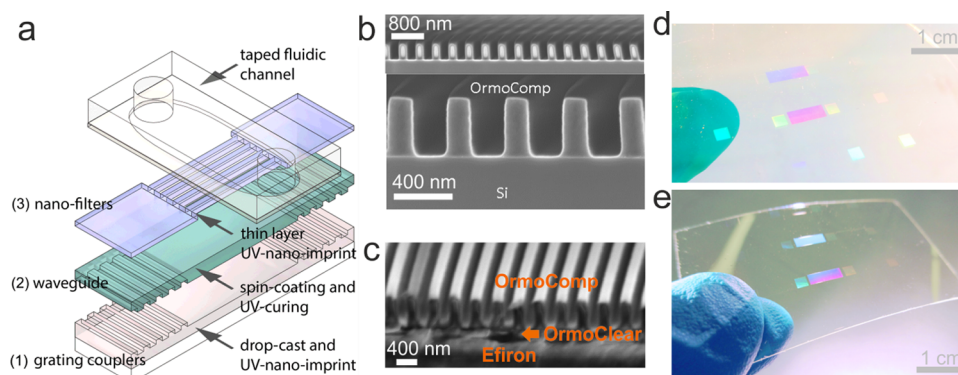 a
taped fluidic
channel
(3) nano-filters
thin layer
UV-nano-imprint
(2) waveguide
spin-coating and
UV-curing
(1) grating couplers
drop-cast and
UV-nano-imprint
b
800 nm
OrmoComp
400 nm
Si
c
OrmoComp
OrmoClear
Efiron
400 nm
d
1 cm
e
1 cm